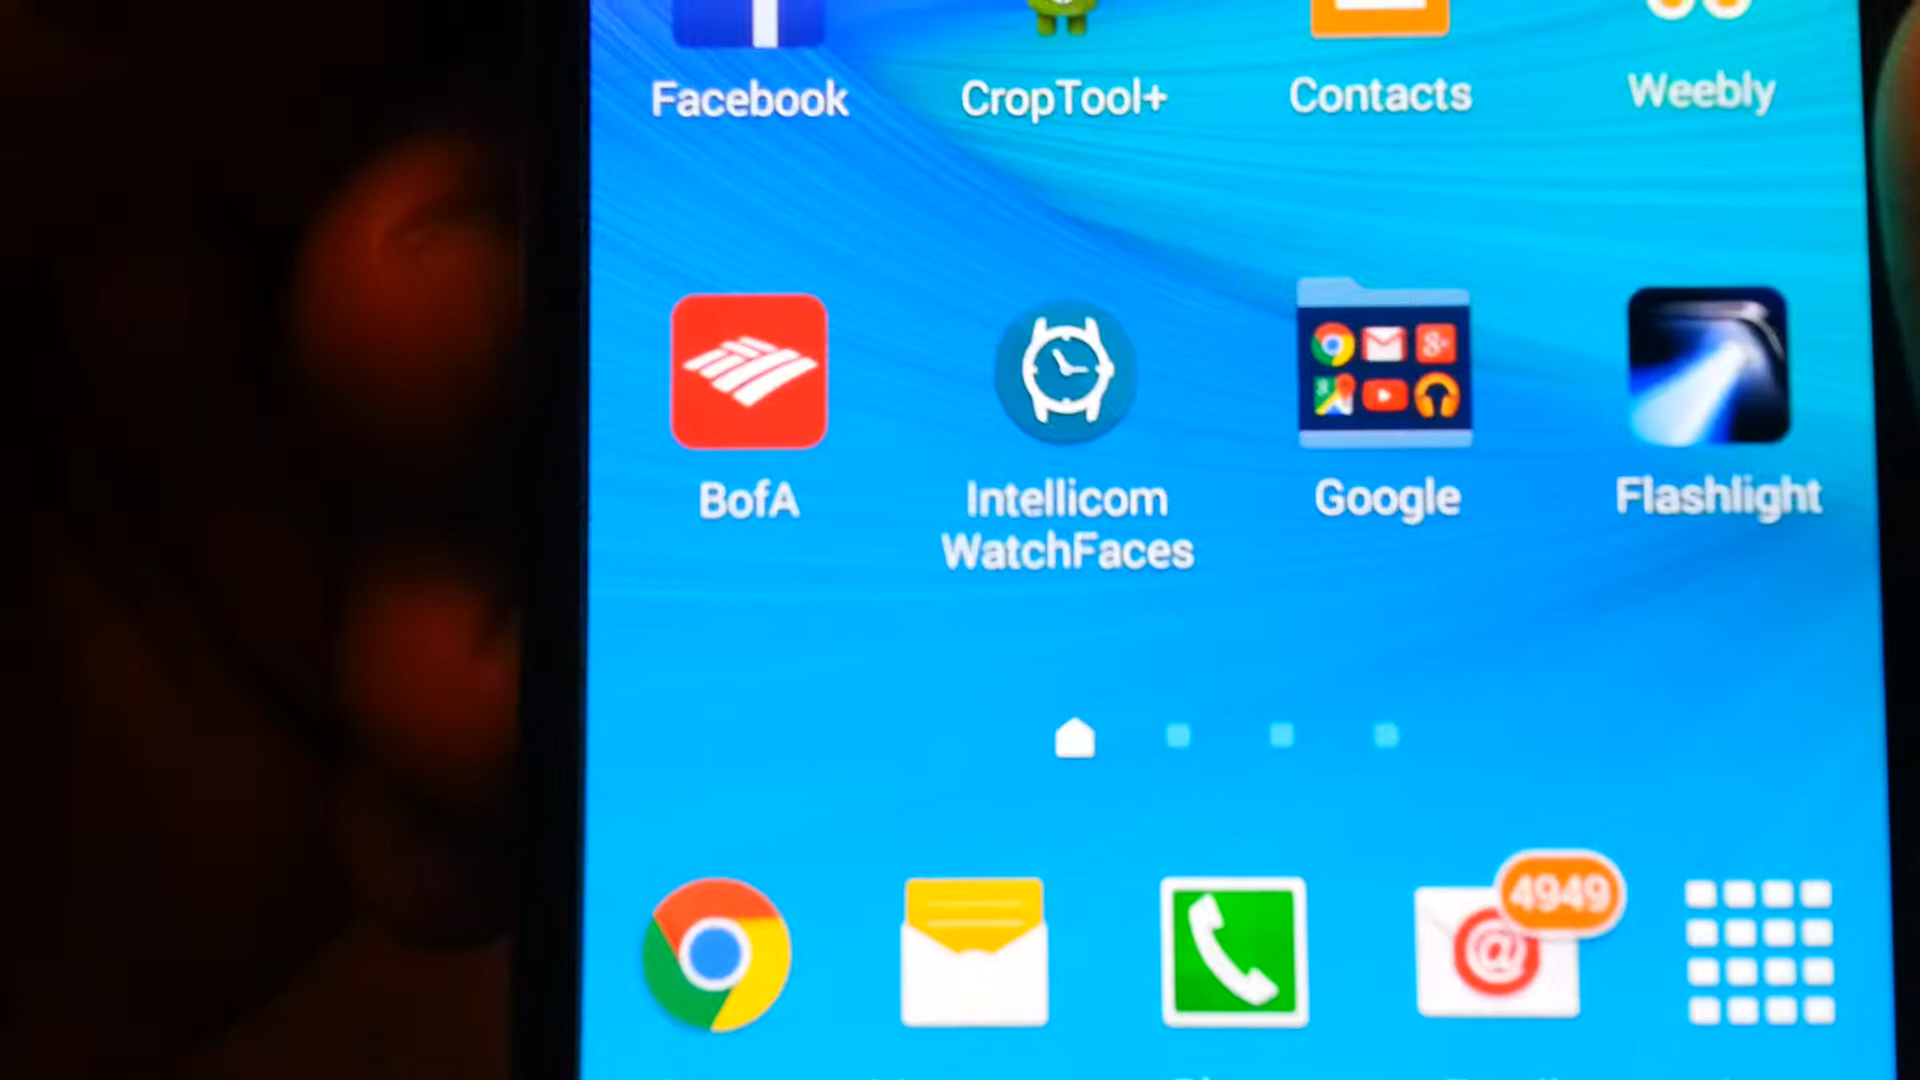 Facebook
CropTool+
Contacts
Weebly
BofA
Intellicom
WatchFaces
Google
Flashlight
4949